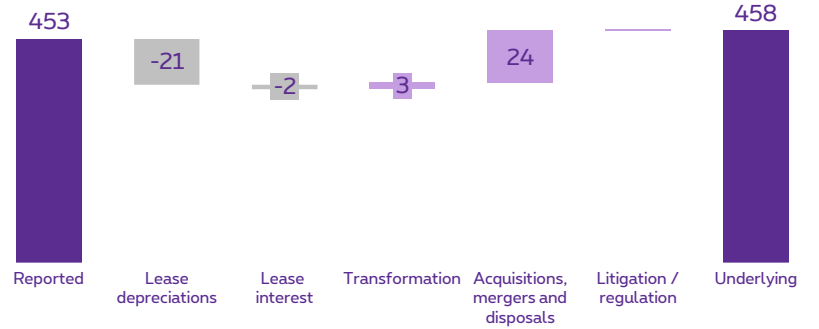 453
-21
-2
3
24
458
Reported
Lease
depreciations
Lease
interest
Transformation
Acquisitions,
mergers and
disposals
Litigation /
regulation
Underlying